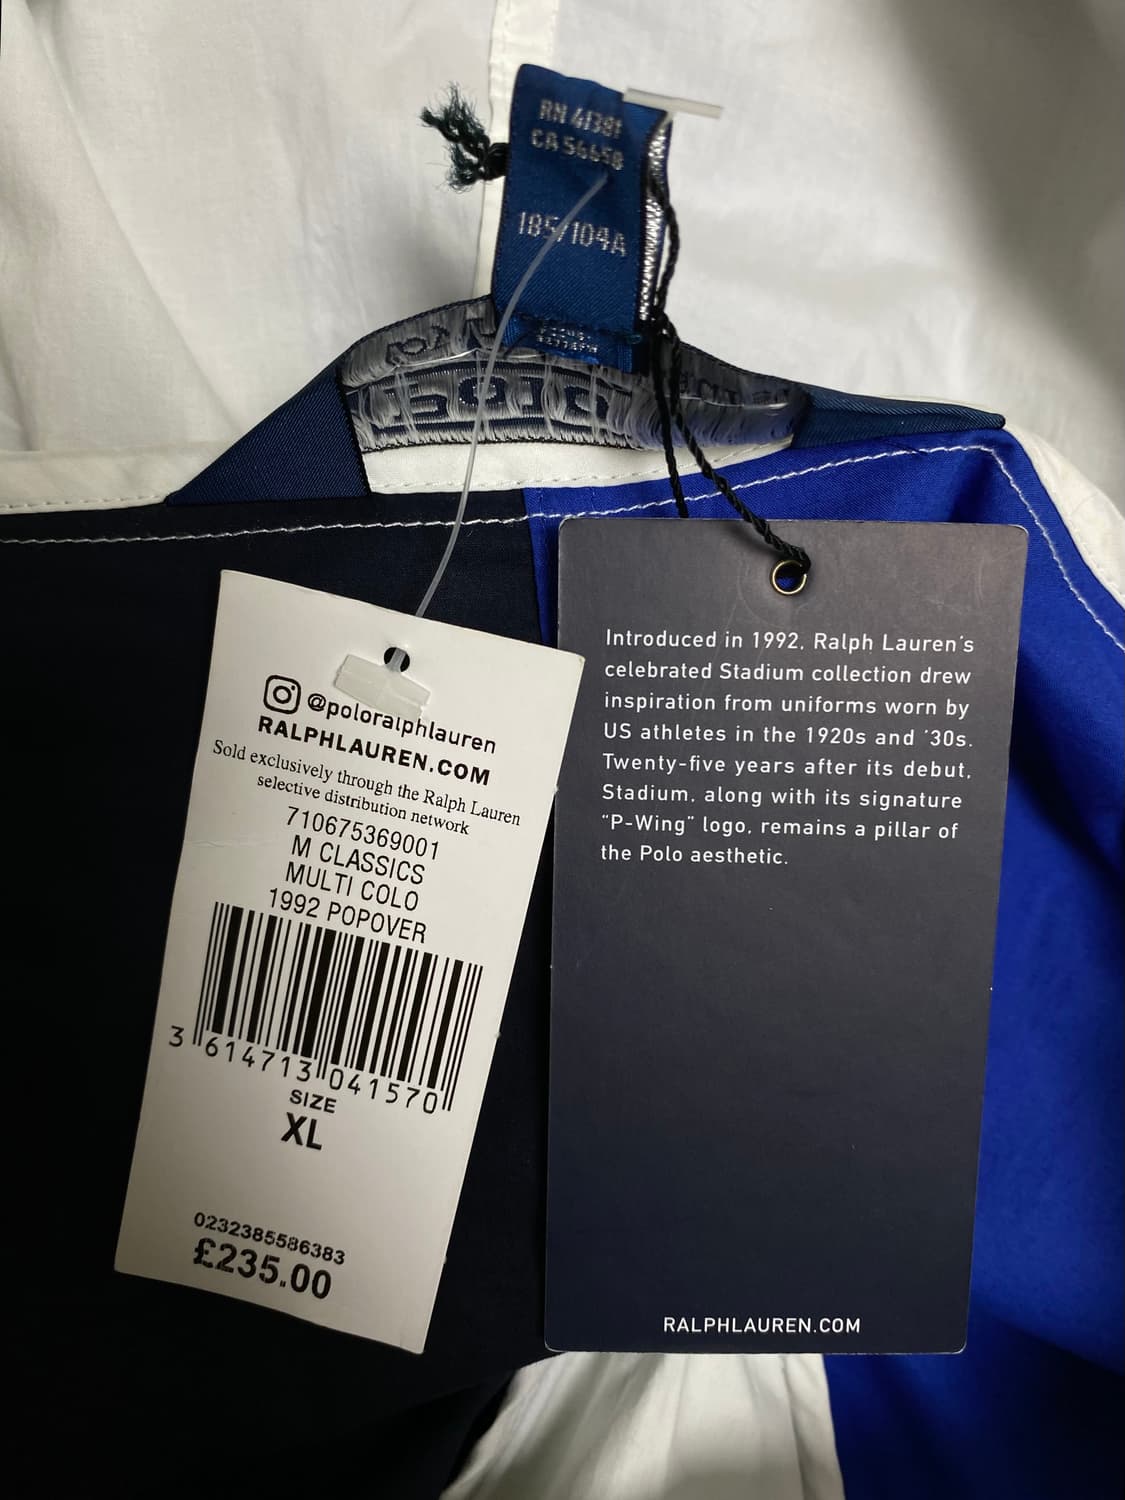 RN 41381
CA 56658
185/104A
@poloralphlauren
RALPHLAUREN.COM
Sold exclusively through the Ralph Lauren
selective distribution network
710675369001
M CLASSICS
MULTI COLO
1992 POPOVER
3 614713 041570
SIZE
XL
0232385586383
£235.00
Introduced in 1992, Ralph Lauren's
celebrated Stadium collection drew
inspiration from uniforms worn by
US athletes in the 1920s and '30s.
Twenty-five years after its debut,
Stadium, along with its signature
"P-Wing" logo, remains a pillar of
the Polo aesthetic.
RALPHLAUREN.COM